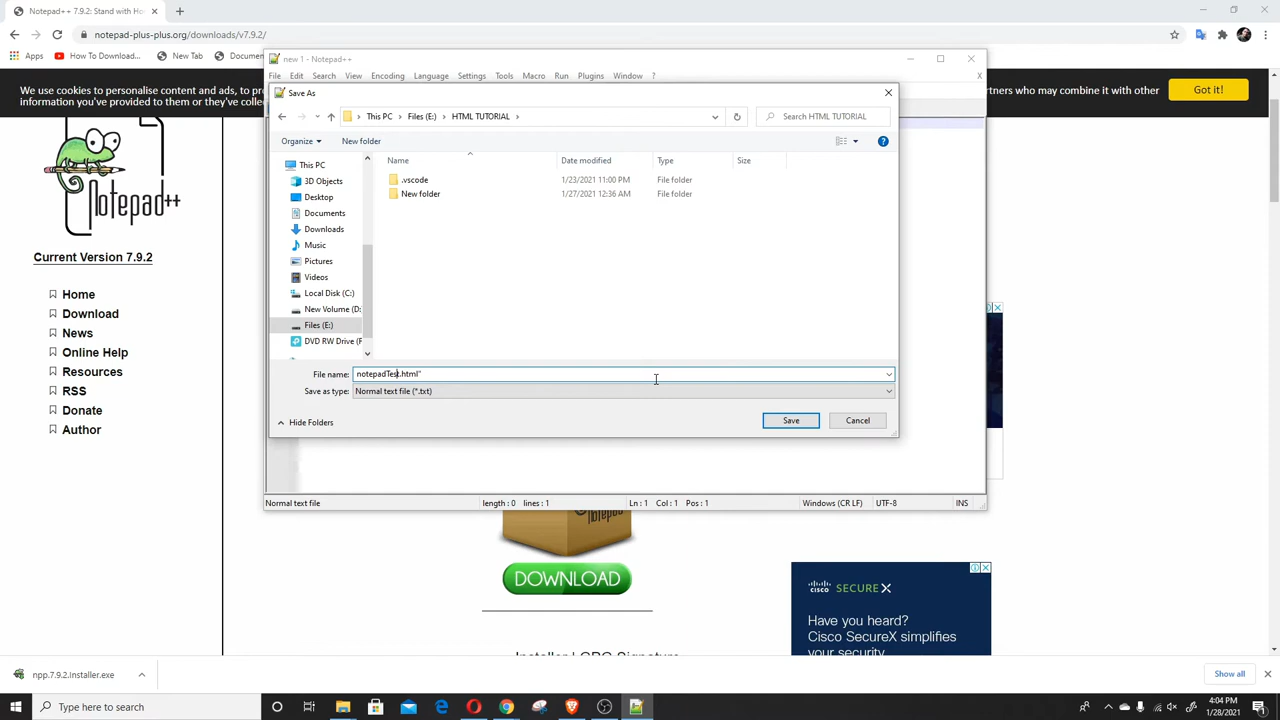 Notepad++ 7.9.2: Stand with Ho
notepad-plus-plus.org/downloads/v7.9.2/
Apps
How To Download...
New Tab
Documen
new 1 - Notepad++
File Edit Search View Encoding Language Settings Tools Macro Run Plugins Window ?
X
We use cookies to personalise content and ads, to p
information you've provided to them or they've colle
artners who may combine it with other
Got it!
Save As
This PC > Files (E:) > HTML TUTORIAL >
Search HTML TUTORIAL
Organize
New folder
Name Date modified Type Size
.vscode 1/23/2021 11:00 PM File folder
New folder 1/27/2021 12:36 AM File folder
This PC
3D Objects
Desktop
Documents
Downloads
Music
Pictures
Videos
Local Disk (C:)
New Volume (D:
Files (E:)
DVD RW Drive (F
File name: notepadTest.html"
Save as type: Normal text file (*.txt)
Hide Folders
Save
Cancel
Normal text file length : 0 lines : 1 Ln : 1 Col : 1 Pos : 1 Windows (CR LF) UTF-8 INS
Notepad++
Current Version 7.9.2
Home
Download
News
Online Help
Resources
RSS
Donate
Author
DOWNLOAD
Installer | GPG Signature
cisco SECURE X
Have you heard?
Cisco SecureX simplifies
your security
npp.7.9.2.Installer.exe
Show all
Type here to search
4:04 PM
1/28/2021